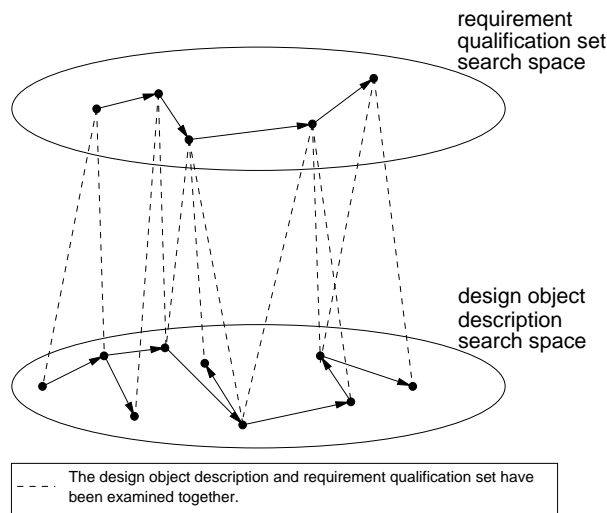 requirement
qualification set
search space
design object
description
search space
The design object description and requirement qualification set have
been examined together.